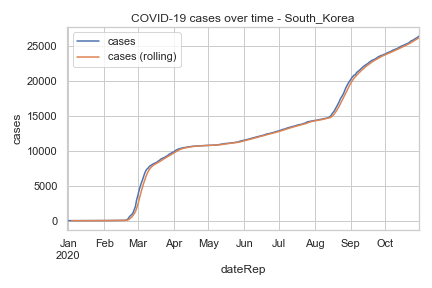 COVID-19 cases over time - South_Korea
cases
cases (rolling)
25000
20000
15000
10000
5000
0
cases
Jan Feb Mar Apr May Jun Jul Aug Sep Oct
2020
dateRep